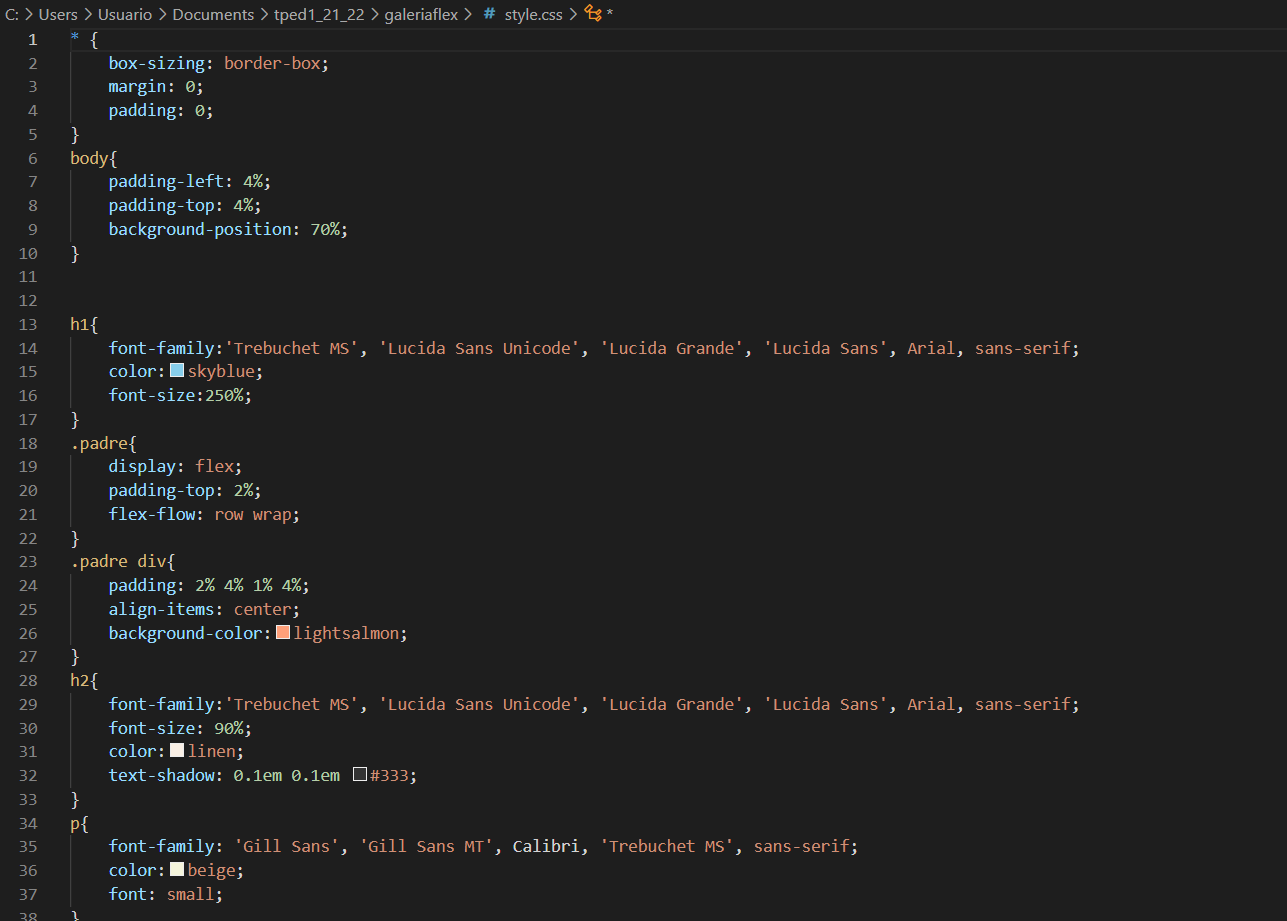 C: > Users > Usuario > Documents > tped1_21_22 > galeriaflex > # style.css > *
1 * {
2 box-sizing: border-box;
3 margin: 0;
4 padding: 0;
5 }
6 body{
7 padding-left: 4%;
8 padding-top: 4%;
9 background-position: 70%;
10 }
11
12
13 h1{
14 font-family:'Trebuchet MS', 'Lucida Sans Unicode', 'Lucida Grande', 'Lucida Sans', Arial, sans-serif;
15 color: skyblue;
16 font-size:250%;
17 }
18 .padre{
19 display: flex;
20 padding-top: 2%;
21 flex-flow: row wrap;
22 }
23 .padre div{
24 padding: 2% 4% 1% 4%;
25 align-items: center;
26 background-color: lightsalmon;
27 }
28 h2{
29 font-family:'Trebuchet MS', 'Lucida Sans Unicode', 'Lucida Grande', 'Lucida Sans', Arial, sans-serif;
30 font-size: 90%;
31 color: linen;
32 text-shadow: 0.1em 0.1em #333;
33 }
34 p{
35 font-family: 'Gill Sans', 'Gill Sans MT', Calibri, 'Trebuchet MS', sans-serif;
36 color: beige;
37 font: small;
38 }